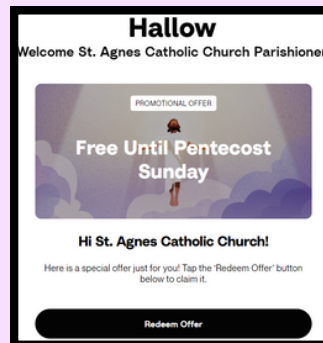 Hallow
Welcome St. Agnes Catholic Church Parishioner
PROMOTIONAL OFFER
Free Until Pentecost
Sunday
Hi St. Agnes Catholic Church!
Here is a special offer just for you! Tap the 'Redeem Offer' button
below to claim it.
Redeem Offer